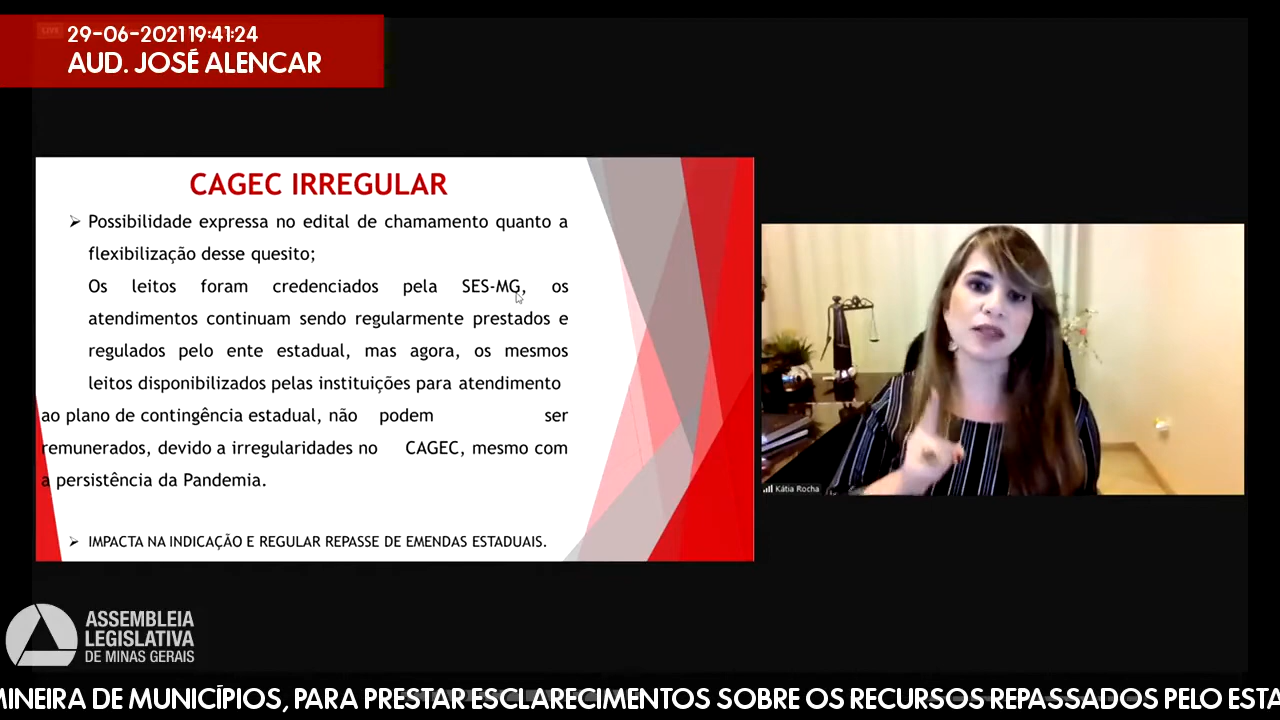 LIVE
29-06-2021 19:41:24
AUD. JOSÉ ALENCAR
CAGEC IRREGULAR
➢ Possibilidade expressa no edital de chamamento quanto a
flexibilização desse quesito;
Os leitos foram credenciados pela SES-MG, os
atendimentos continuam sendo regularmente prestados e
regulados pelo ente estadual, mas agora, os mesmos
leitos disponibilizados pelas instituições para atendimento
ao plano de contingência estadual, não podem ser
remunerados, devido a irregularidades no CAGEC, mesmo com
a persistência da Pandemia.
➢ IMPACTA NA INDICAÇÃO E REGULAR REPASSE DE EMENDAS ESTADUAIS.
Kátia Rocha
ASSEMBLEIA
LEGISLATIVA
DE MINAS GERAIS
MINEIRA DE MUNICÍPIOS, PARA PRESTAR ESCLARECIMENTOS SOBRE OS RECURSOS REPASSADOS PELO ESTA